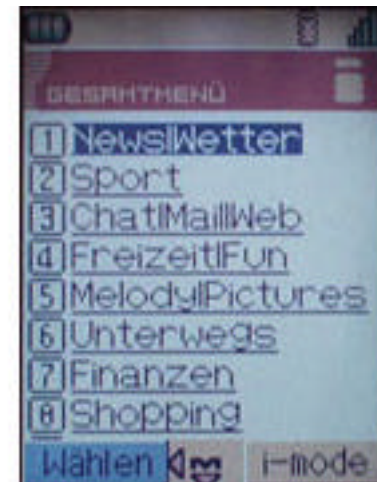 GESAMTMENÜ
1 News|Wetter
2 Sport
3 Chat|Mail|Web
4 Freizeit|Fun
5 Melody|Pictures
6 Unterwegs
7 Finanzen
8 Shopping
Wählen i-mode